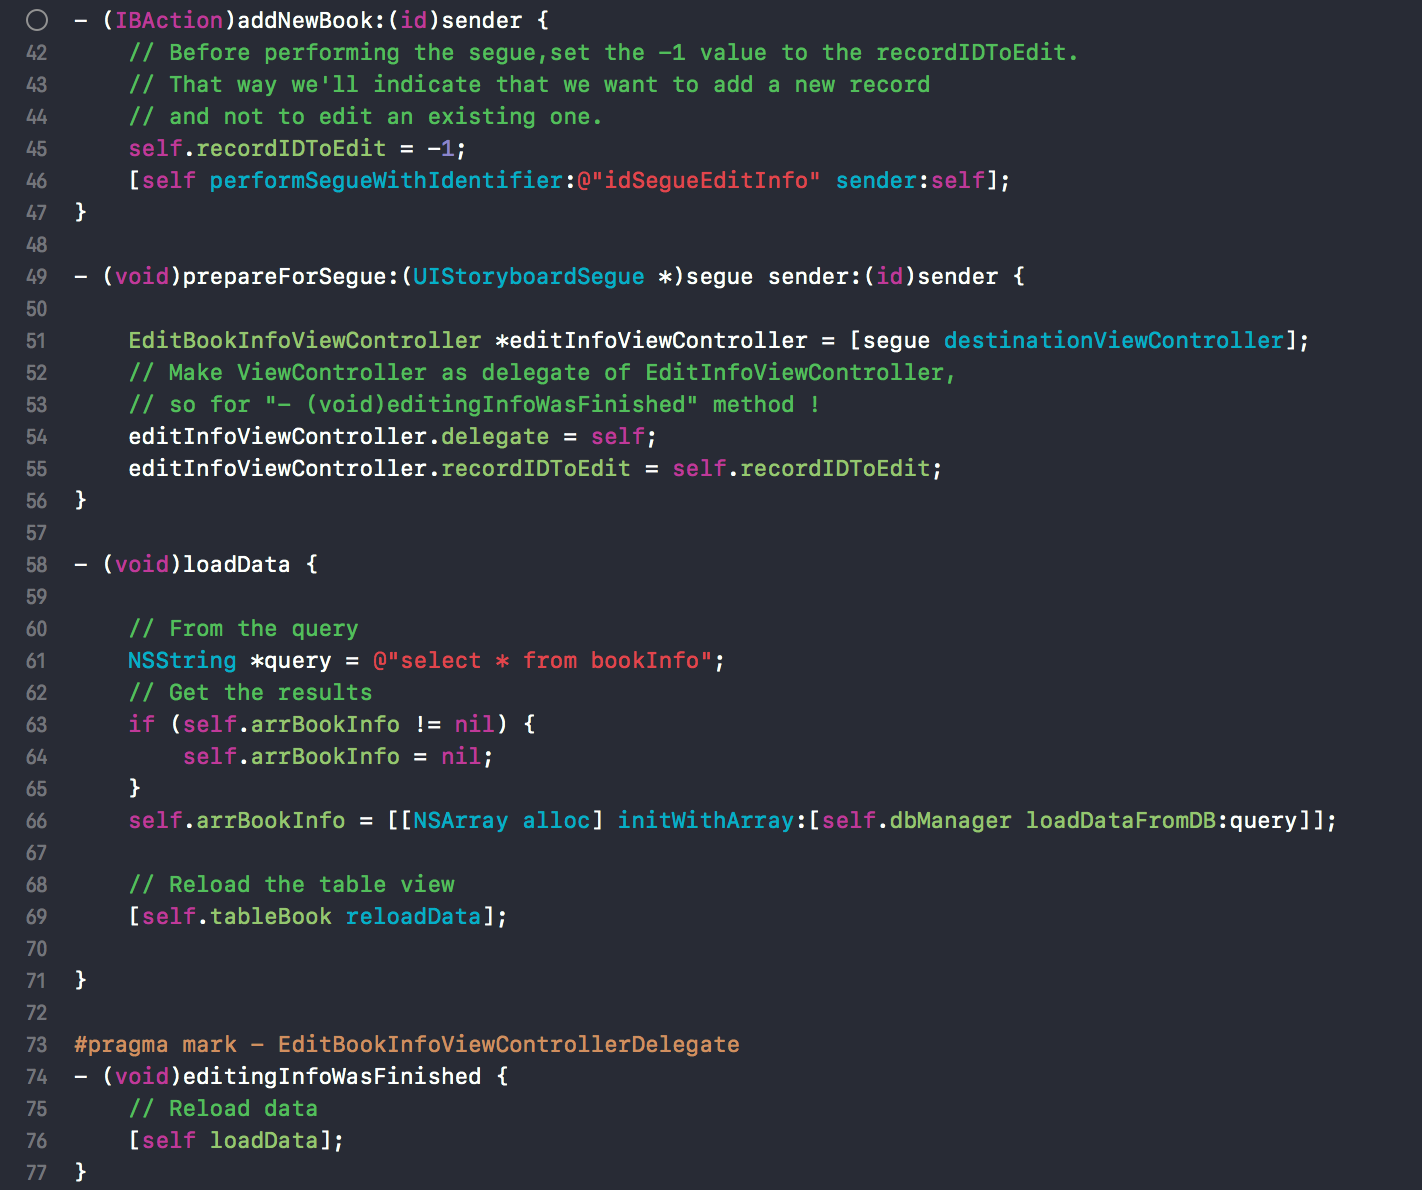 - (IBAction)addNewBook:(id)sender {
42     // Before performing the segue,set the -1 value to the recordIDToEdit.
43     // That way we'll indicate that we want to add a new record
44     // and not to edit an existing one.
45     self.recordIDToEdit = -1;
46     [self performSegueWithIdentifier:@"idSegueEditInfo" sender:self];
47 }
48
49 - (void)prepareForSegue:(UIStoryboardSegue *)segue sender:(id)sender {
50
51     EditBookInfoViewController *editInfoViewController = [segue destinationViewController];
52     // Make ViewController as delegate of EditInfoViewController,
53     // so for "- (void)editingInfoWasFinished" method !
54     editInfoViewController.delegate = self;
55     editInfoViewController.recordIDToEdit = self.recordIDToEdit;
56 }
57
58 - (void)loadData {
59
60     // From the query
61     NSString *query = @"select * from bookInfo";
62     // Get the results
63     if (self.arrBookInfo != nil) {
64         self.arrBookInfo = nil;
65     }
66     self.arrBookInfo = [[NSArray alloc] initWithArray:[self.dbManager loadDataFromDB:query]];
67
68     // Reload the table view
69     [self.tableBook reloadData];
70
71 }
72
73 #pragma mark - EditBookInfoViewControllerDelegate
74 - (void)editingInfoWasFinished {
75     // Reload data
76     [self loadData];
77 }